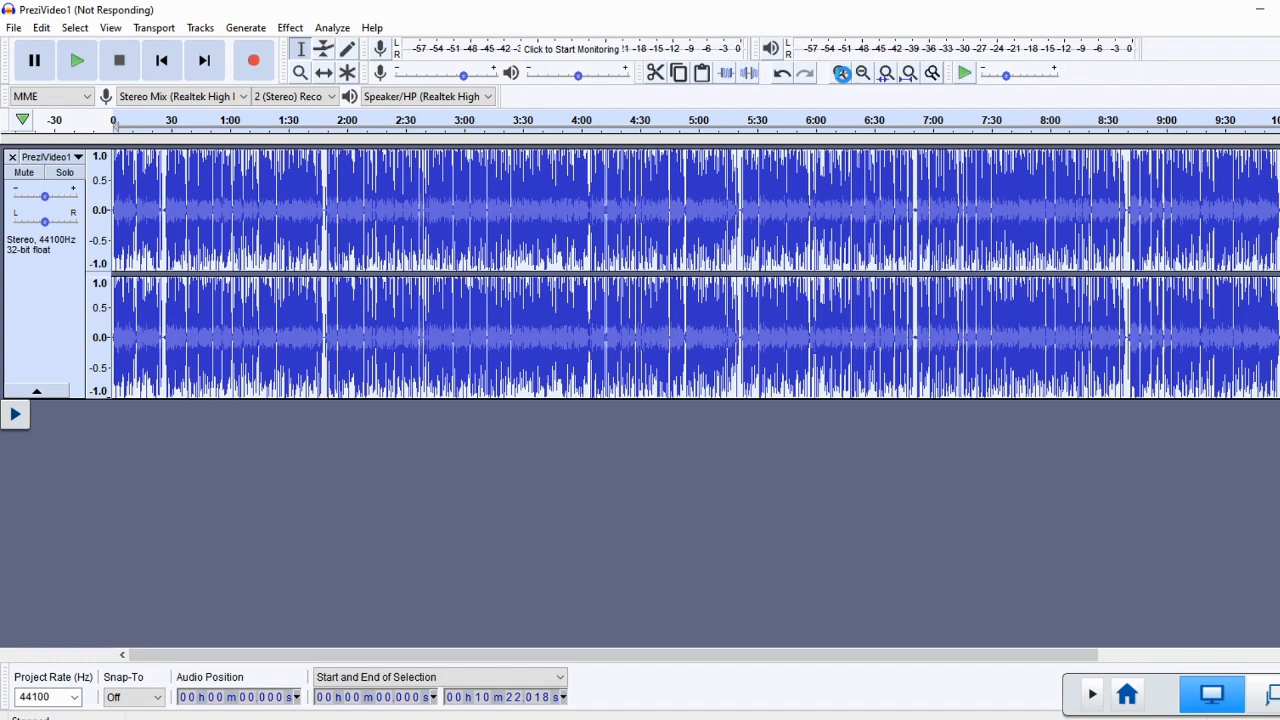 PreziVideo1 (Not Responding)
File Edit Select View Transport Tracks Generate Effect Analyze Help
L -57 -54 -51 -48 -45 -42 -3 Click to Start Monitoring !1 -18 -15 -12 -9 -6 -3 0 L -57 -54 -51 -48 -45 -42 -39 -36 -33 -30 -27 -24 -21 -18 -15 -12 -9 -6 -3 0
R R
- + - + - +
MME Stereo Mix (Realtek High I 2 (Stereo) Reco Speaker/HP (Realtek High
-30 0 30 1:00 1:30 2:00 2:30 3:00 3:30 4:00 4:30 5:00 5:30 6:00 6:30 7:00 7:30 8:00 8:30 9:00 9:30 10
PreziVideo1 1.0
Mute Solo
0.5
- +
L R 0.0
Stereo, 44100Hz -0.5
32-bit float
-1.0
1.0
0.5
0.0
-0.5
-1.0
Project Rate (Hz) Snap-To Audio Position Start and End of Selection
44100 Off 00 h 00 m 00.000 s 00 h 00 m 00.000 s 00 h 10 m 22.018 s